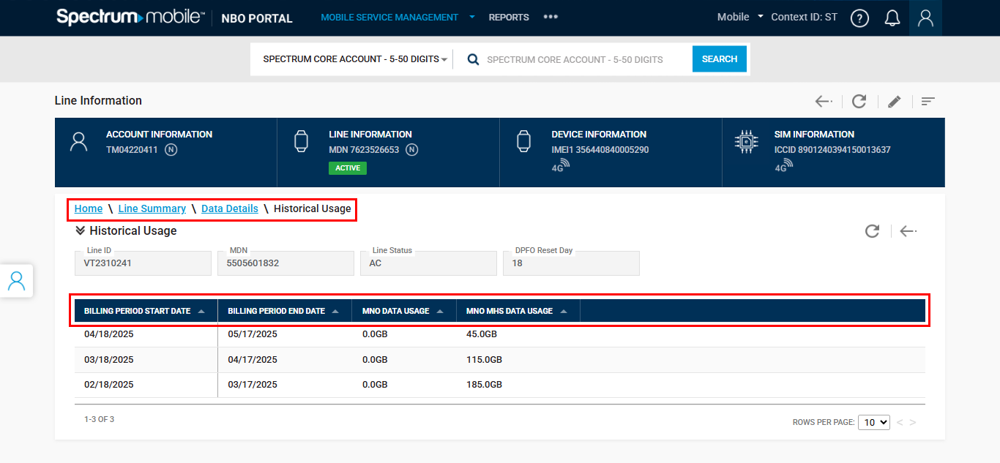 Spectrum mobile™ NBO PORTAL MOBILE SERVICE MANAGEMENT REPORTS ••• Mobile Context ID: ST ?
SPECTRUM CORE ACCOUNT - 5-50 DIGITS SPECTRUM CORE ACCOUNT - 5-50 DIGITS SEARCH
Line Information
ACCOUNT INFORMATION
TM04220411 N
LINE INFORMATION
MDN 7623526653 N
ACTIVE
DEVICE INFORMATION
IMEI1 356440840005290
4G
SIM INFORMATION
ICCID 8901240394150013637
4G
Home \ Line Summary \ Data Details \ Historical Usage
Historical Usage
Line ID
VT2310241
MDN
5505601832
Line Status
AC
DPFO Reset Day
18
BILLING PERIOD START DATE BILLING PERIOD END DATE MNO DATA USAGE MNO MHS DATA USAGE
04/18/2025 05/17/2025 0.0GB 45.0GB
03/18/2025 04/17/2025 0.0GB 115.0GB
02/18/2025 03/17/2025 0.0GB 185.0GB
1-3 OF 3
ROWS PER PAGE: 10 < >